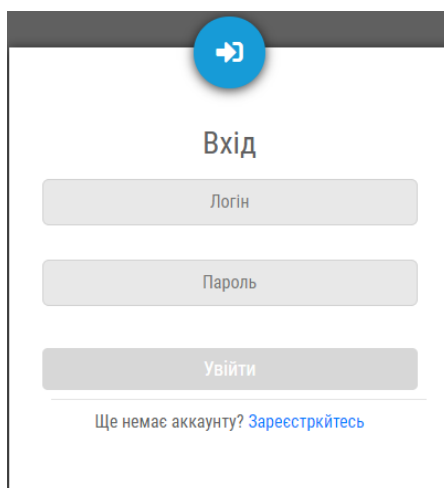 Вхід
Логін
Пароль
Увійти
Ще немає аккаунту? Зареєстркйтесь